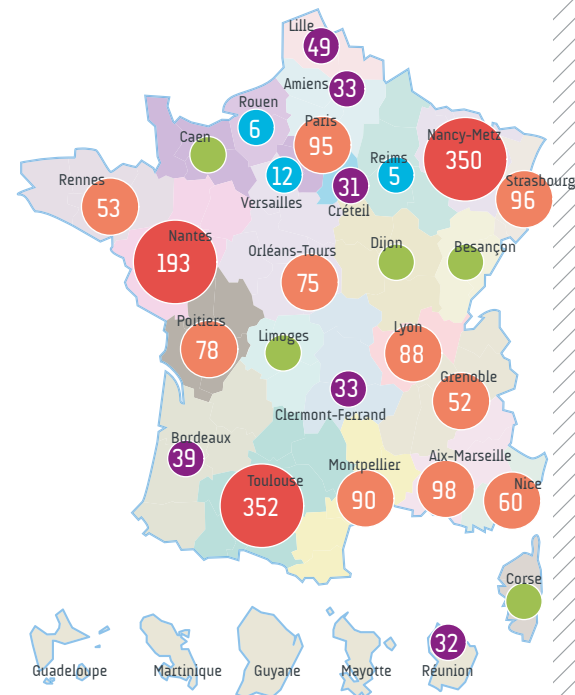 Lille
49
Amiens
33
Rouen
6
Paris
95
Caen
Nancy-Metz
350
Reims
5
12
Versailles
31
Créteil
Strasbourg
96
Rennes
53
Nantes
193
Orléans-Tours
75
Dijon
Besançon
Poitiers
78
Limoges
Lyon
88
Grenoble
52
33
Clermont-Ferrand
Bordeaux
39
Toulouse
352
Montpellier
90
Aix-Marseille
98
Nice
60
Corse
Guadeloupe
Martinique
Guyane
Mayotte
32
Réunion